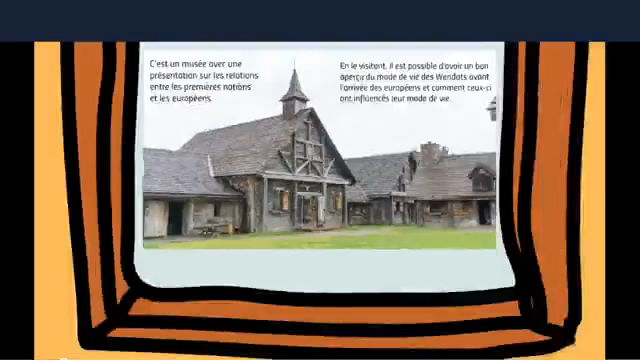 C'est un musée avec une
présentation sur les relations
entre les premières nations
et les européens.
En le visitant, il est possible d'avoir un bon
aperçu du mode de vie des Wendats avant
l'arrivée des européens et comment ceux-ci
ont influencés leur mode de vie.